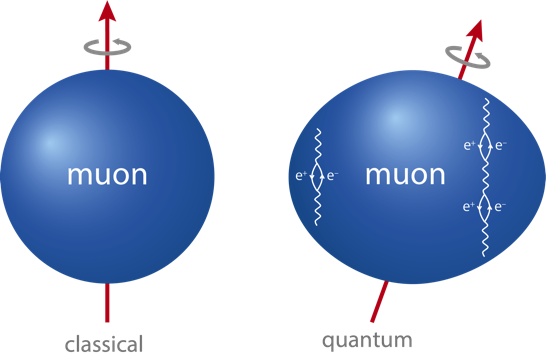 muon
classical
muon
e⁺ e⁻
e⁺ e⁻
e⁺ e⁻
quantum